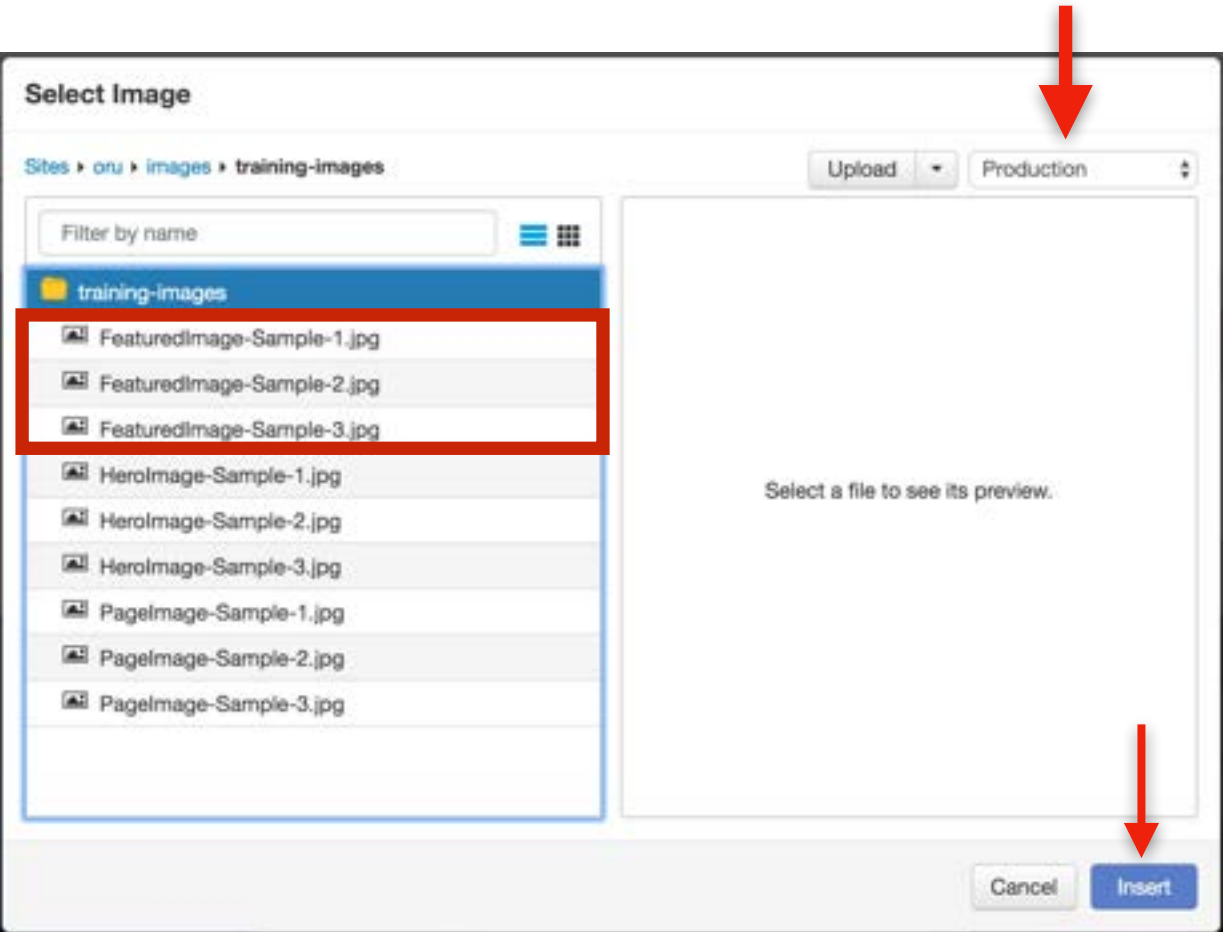 Select Image
Sites ▸ oru ▸ images ▸ training-images
Upload
Production
Filter by name
training-images
FeaturedImage-Sample-1.jpg
FeaturedImage-Sample-2.jpg
FeaturedImage-Sample-3.jpg
HeroImage-Sample-1.jpg
HeroImage-Sample-2.jpg
HeroImage-Sample-3.jpg
PageImage-Sample-1.jpg
PageImage-Sample-2.jpg
PageImage-Sample-3.jpg
Select a file to see its preview.
Cancel
Insert